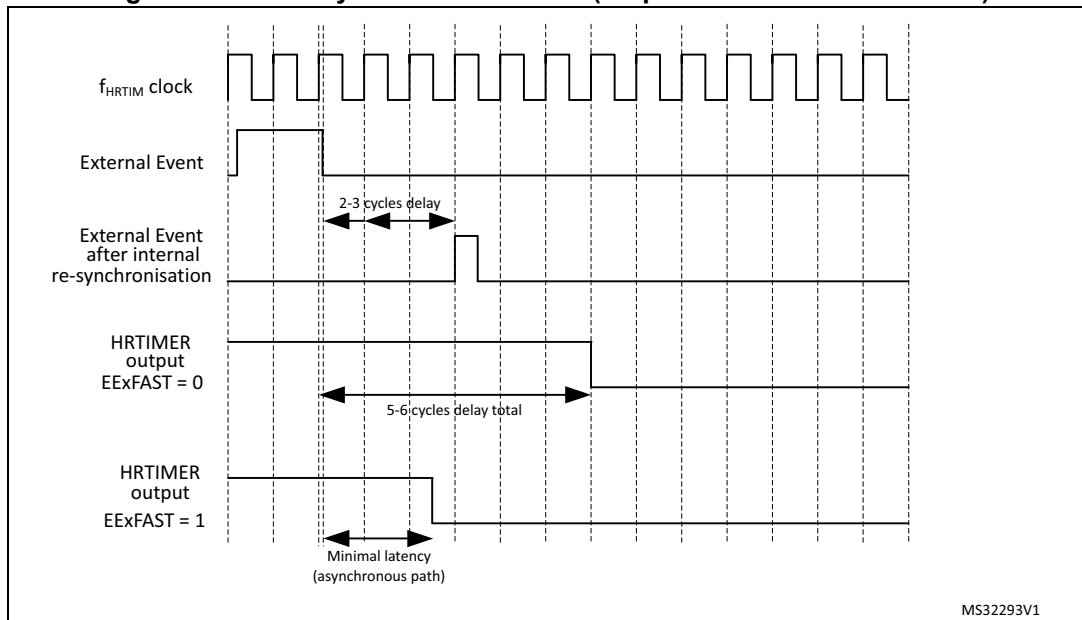 f_HRTIM clock
External Event
2-3 cycles delay
External Event
after internal
re-synchronisation
HRTIMER
output
EExFAST = 0
5-6 cycles delay total
HRTIMER
output
EExFAST = 1
Minimal latency
(asynchronous path)
MS32293V1